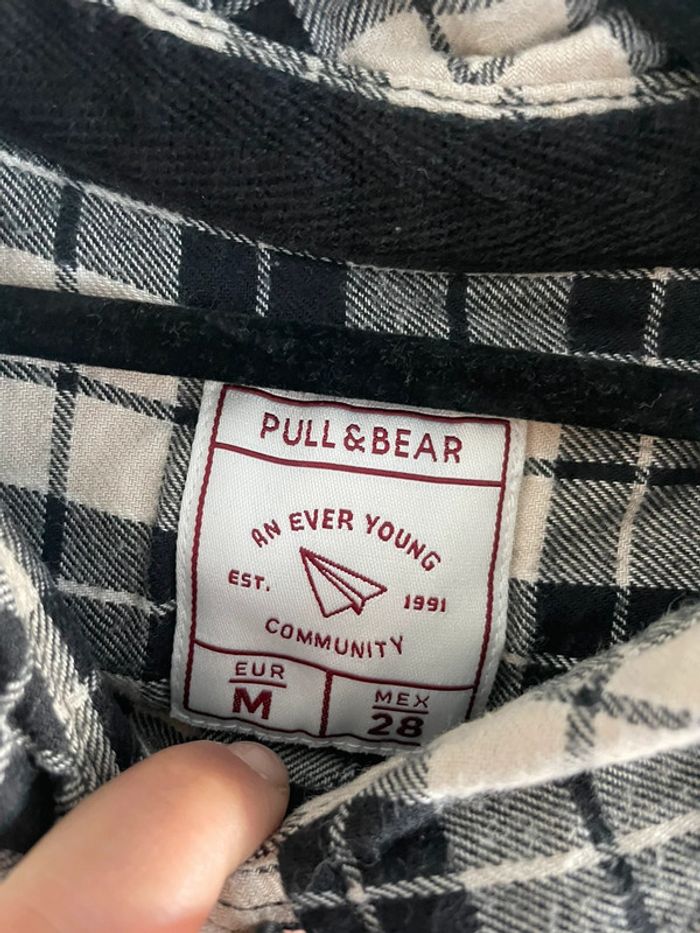 PULL&BEAR
AN EVER YOUNG
EST. 1991
COMMUNITY
EUR MEX
M 28